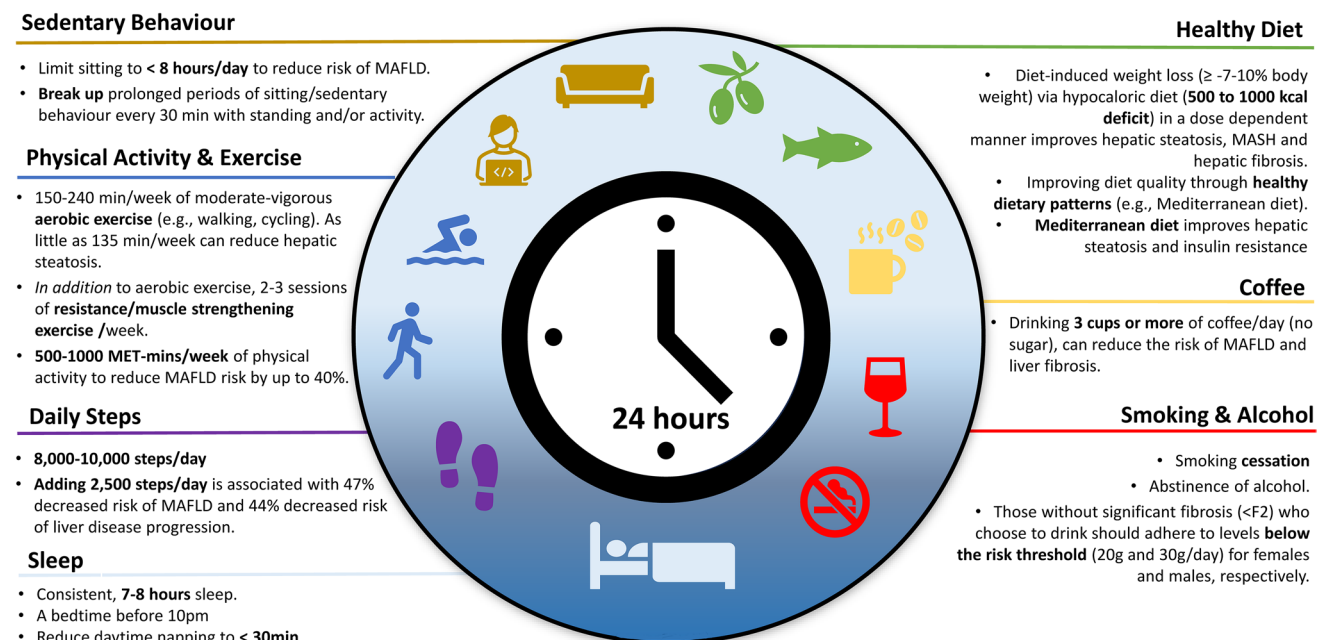 Sedentary Behaviour
• Limit sitting to < 8 hours/day to reduce risk of MAFLD.
• Break up prolonged periods of sitting/sedentary
behaviour every 30 min with standing and/or activity.
Physical Activity & Exercise
• 150-240 min/week of moderate-vigorous
aerobic exercise (e.g., walking, cycling). As
little as 135 min/week can reduce hepatic
steatosis.
• In addition to aerobic exercise, 2-3 sessions
of resistance/muscle strengthening
exercise /week.
• 500-1000 MET-mins/week of physical
activity to reduce MAFLD risk by up to 40%.
Daily Steps
• 8,000-10,000 steps/day
• Adding 2,500 steps/day is associated with 47%
decreased risk of MAFLD and 44% decreased risk
of liver disease progression.
Sleep
• Consistent, 7-8 hours sleep.
• A bedtime before 10pm
• Reduce daytime napping to < 30min
</>
24 hours
Healthy Diet
• Diet-induced weight loss (≥ -7-10% body
weight) via hypocaloric diet (500 to 1000 kcal
deficit) in a dose dependent
manner improves hepatic steatosis, MASH and
hepatic fibrosis.
• Improving diet quality through healthy
dietary patterns (e.g., Mediterranean diet).
• Mediterranean diet improves hepatic
steatosis and insulin resistance
Coffee
• Drinking 3 cups or more of coffee/day (no
sugar), can reduce the risk of MAFLD and
liver fibrosis.
Smoking & Alcohol
• Smoking cessation
• Abstinence of alcohol.
• Those without significant fibrosis (<F2) who
choose to drink should adhere to levels below
the risk threshold (20g and 30g/day) for females
and males, respectively.